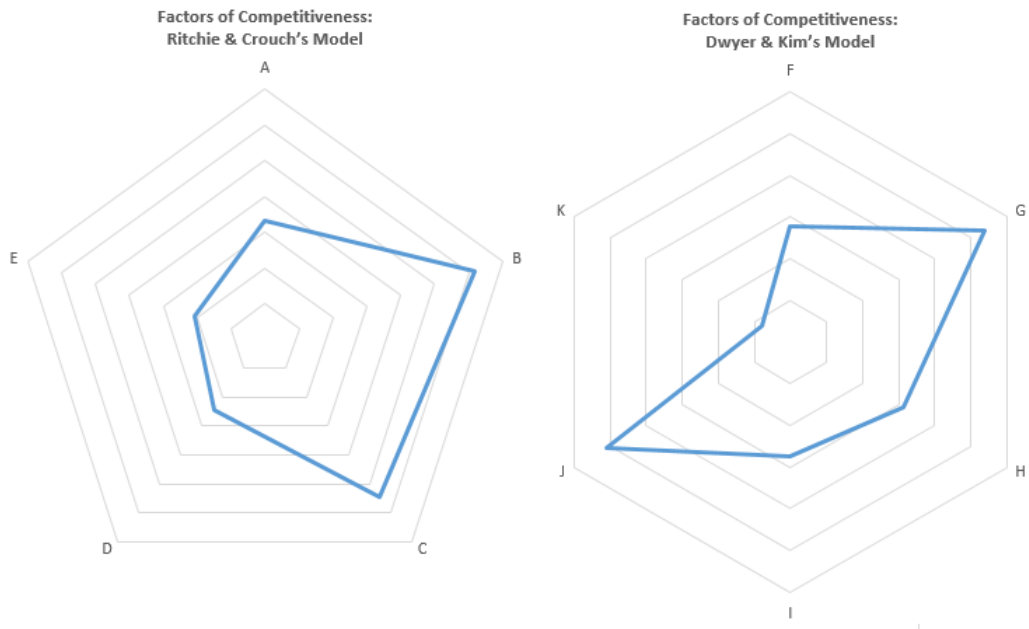 Factors of Competitiveness:
Ritchie & Crouch's Model
A
B
C
D
E
Factors of Competitiveness:
Dwyer & Kim's Model
F
G
H
I
J
K